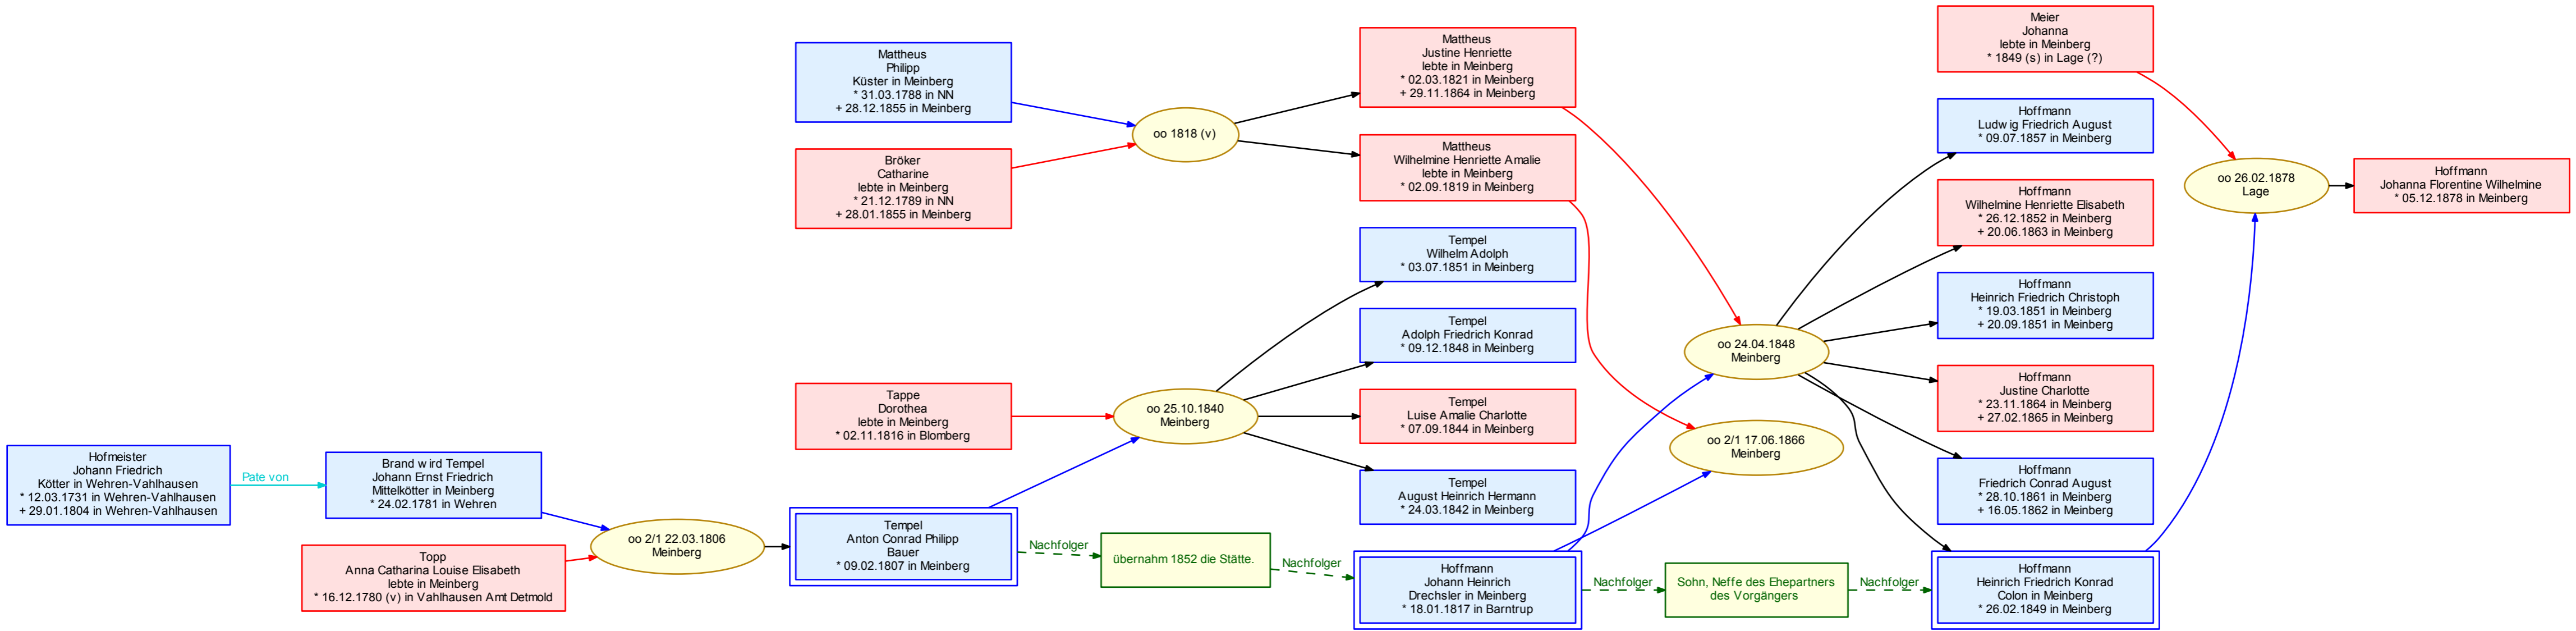 Hofmeister
Johann Friedrich
Kötter in Wehren-Vahlhausen
* 12.03.1731 in Wehren-Vahlhausen
+ 29.01.1804 in Wehren-Vahlhausen
Pate von
Brand wird Tempel
Johann Ernst Friedrich
Mittelkötter in Meinberg
* 24.02.1781 in Wehren
Topp
Anna Catharina Louise Elisabeth
lebte in Meinberg
* 16.12.1780 (v) in Vahlhausen Amt Detmold
oo 2/1 22.03.1806
Meinberg
Mattheus
Philipp
Küster in Meinberg
* 31.03.1788 in NN
+ 28.12.1855 in Meinberg
Bröker
Catharine
lebte in Meinberg
* 21.12.1789 in NN
+ 28.01.1855 in Meinberg
Tappe
Dorothea
lebte in Meinberg
* 02.11.1816 in Blomberg
Tempel
Anton Conrad Philipp
Bauer
* 09.02.1807 in Meinberg
oo 1818 (v)
oo 25.10.1840
Meinberg
Nachfolger
übernahm 1852 die Stätte.
Nachfolger
Mattheus
Justine Henriette
lebte in Meinberg
* 02.03.1821 in Meinberg
+ 29.11.1864 in Meinberg
Mattheus
Wilhelmine Henriette Amalie
lebte in Meinberg
* 02.09.1819 in Meinberg
Tempel
Wilhelm Adolph
* 03.07.1851 in Meinberg
Tempel
Adolph Friedrich Konrad
* 09.12.1848 in Meinberg
Tempel
Luise Amalie Charlotte
* 07.09.1844 in Meinberg
Tempel
August Heinrich Hermann
* 24.03.1842 in Meinberg
Hoffmann
Johann Heinrich
Drechsler in Meinberg
* 18.01.1817 in Barntrup
oo 24.04.1848
Meinberg
oo 2/1 17.06.1866
Meinberg
Nachfolger
Sohn, Neffe des Ehepartners
des Vorgängers
Nachfolger
Meier
Johanna
lebte in Meinberg
* 1849 (s) in Lage (?)
Hoffmann
Ludwig Friedrich August
* 09.07.1857 in Meinberg
Hoffmann
Wilhelmine Henriette Elisabeth
* 26.12.1852 in Meinberg
+ 20.06.1863 in Meinberg
Hoffmann
Heinrich Friedrich Christoph
* 19.03.1851 in Meinberg
+ 20.09.1851 in Meinberg
Hoffmann
Justine Charlotte
* 23.11.1864 in Meinberg
+ 27.02.1865 in Meinberg
Hoffmann
Friedrich Conrad August
* 28.10.1861 in Meinberg
+ 16.05.1862 in Meinberg
Hoffmann
Heinrich Friedrich Konrad
Colon in Meinberg
* 26.02.1849 in Meinberg
oo 26.02.1878
Lage
Hoffmann
Johanna Florentine Wilhelmine
* 05.12.1878 in Meinberg